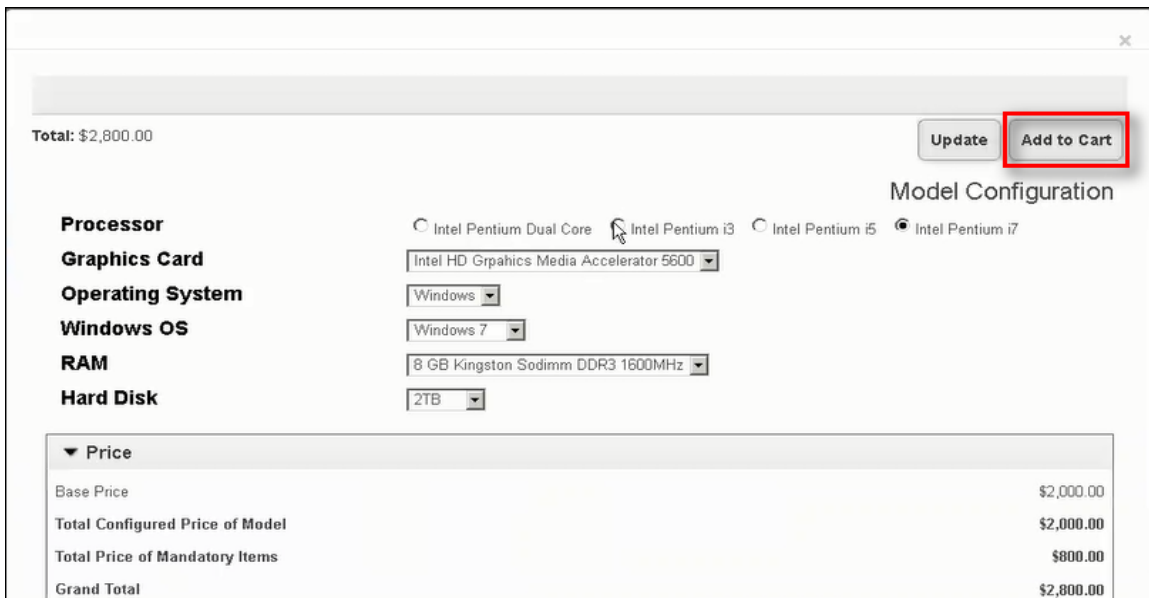 ×
Total: $2,800.00
Update Add to Cart
Model Configuration
Processor Intel Pentium Dual Core Intel Pentium i3 Intel Pentium i5 Intel Pentium i7
Graphics Card Intel HD Grpahics Media Accelerator 5600
Operating System Windows
Windows OS Windows 7
RAM 8 GB Kingston Sodimm DDR3 1600MHz
Hard Disk 2TB
Price
Base Price $2,000.00
Total Configured Price of Model $2,000.00
Total Price of Mandatory Items $800.00
Grand Total $2,800.00